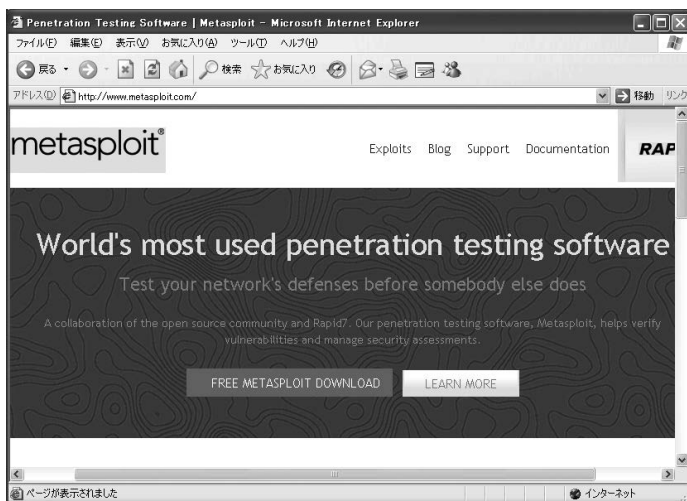 Penetration Testing Software | Metasploit - Microsoft Internet Explorer
ファイル(F) 編集(E) 表示(V) お気に入り(A) ツール(T) ヘルプ(H)
戻る 検索 お気に入り
アドレス(D) http://www.metasploit.com/ 移動 リンク
metasploit®
Exploits Blog Support Documentation RAP
World's most used penetration testing software
Test your network's defenses before somebody else does
A collaboration of the open source community and Rapid7. Our penetration testing software, Metasploit, helps verify
vulnerabilities and manage security assessments.
FREE METASPLOIT DOWNLOAD LEARN MORE
ページが表示されました インターネット